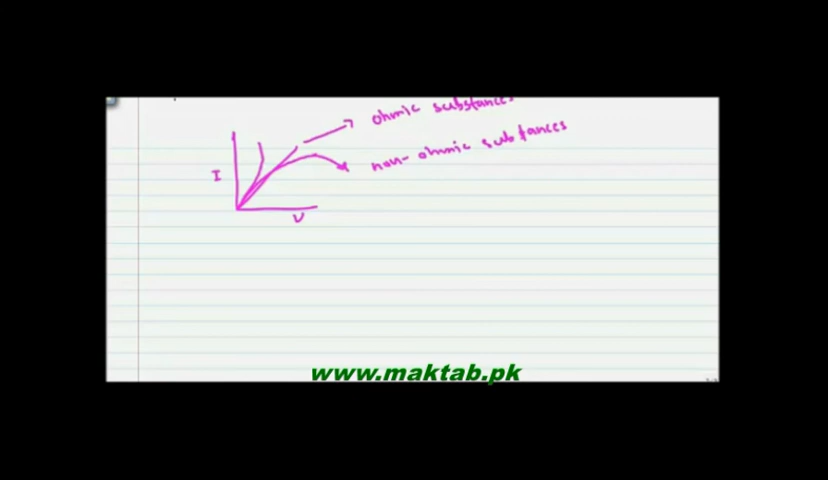 ohmic substances
non-ohmic substances
I
V
www.maktab.pk